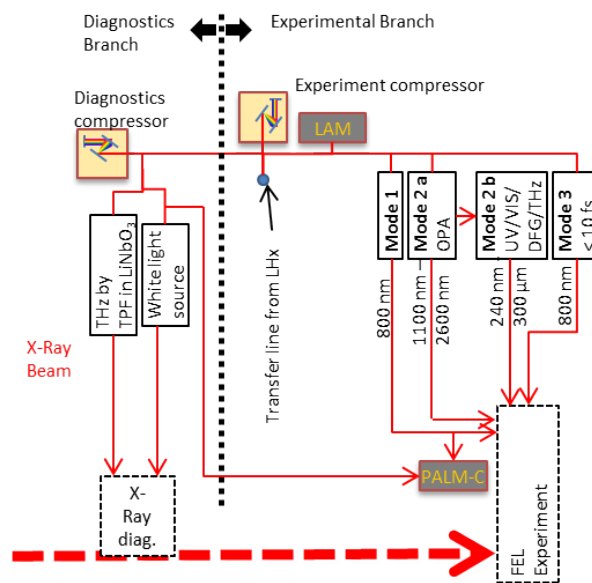 Diagnostics
Branch
Experimental Branch
Experiment compressor
Diagnostics
compressor
LAM
Mode 1
Mode 2 a
OPA
Mode 2 b
UV/VIS/
DFG/THz
Mode 3
< 10 fs
THz by
TPF in LiNbO3
White light
source
Transfer line from LHx
800 nm
1100 nm –
2600 nm
240 nm
300 µm
800 nm
X-Ray
Beam
PALM-C
X-
Ray
diag.
FEL
Experiment